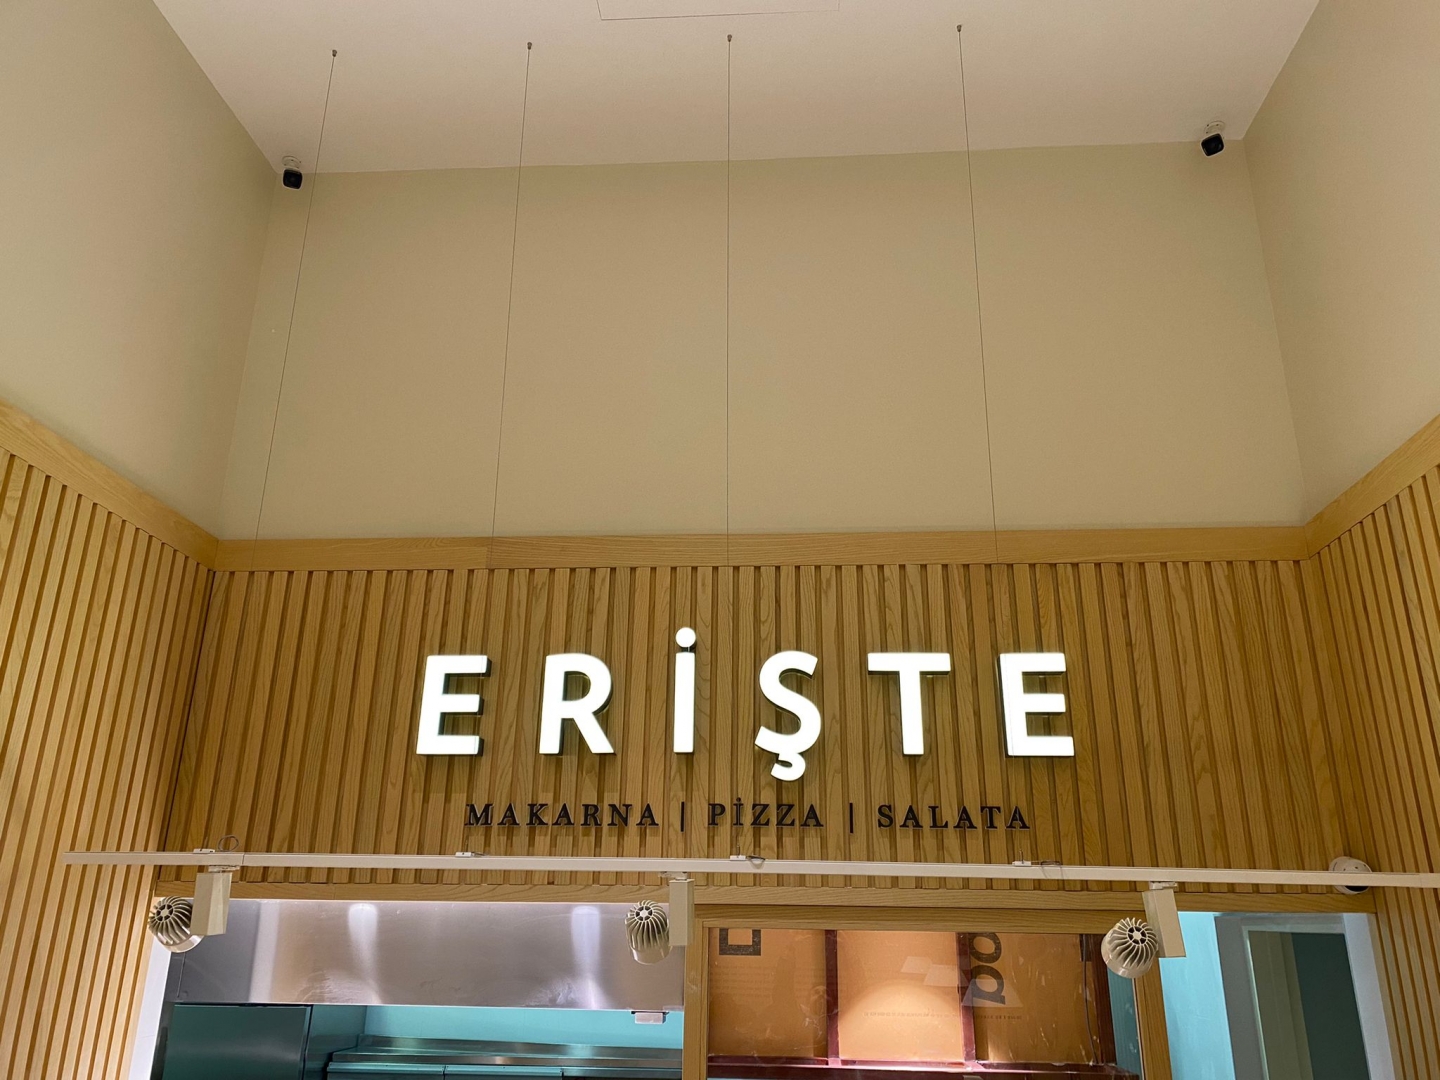 ERİŞTE
MAKARNA | PİZZA | SALATA